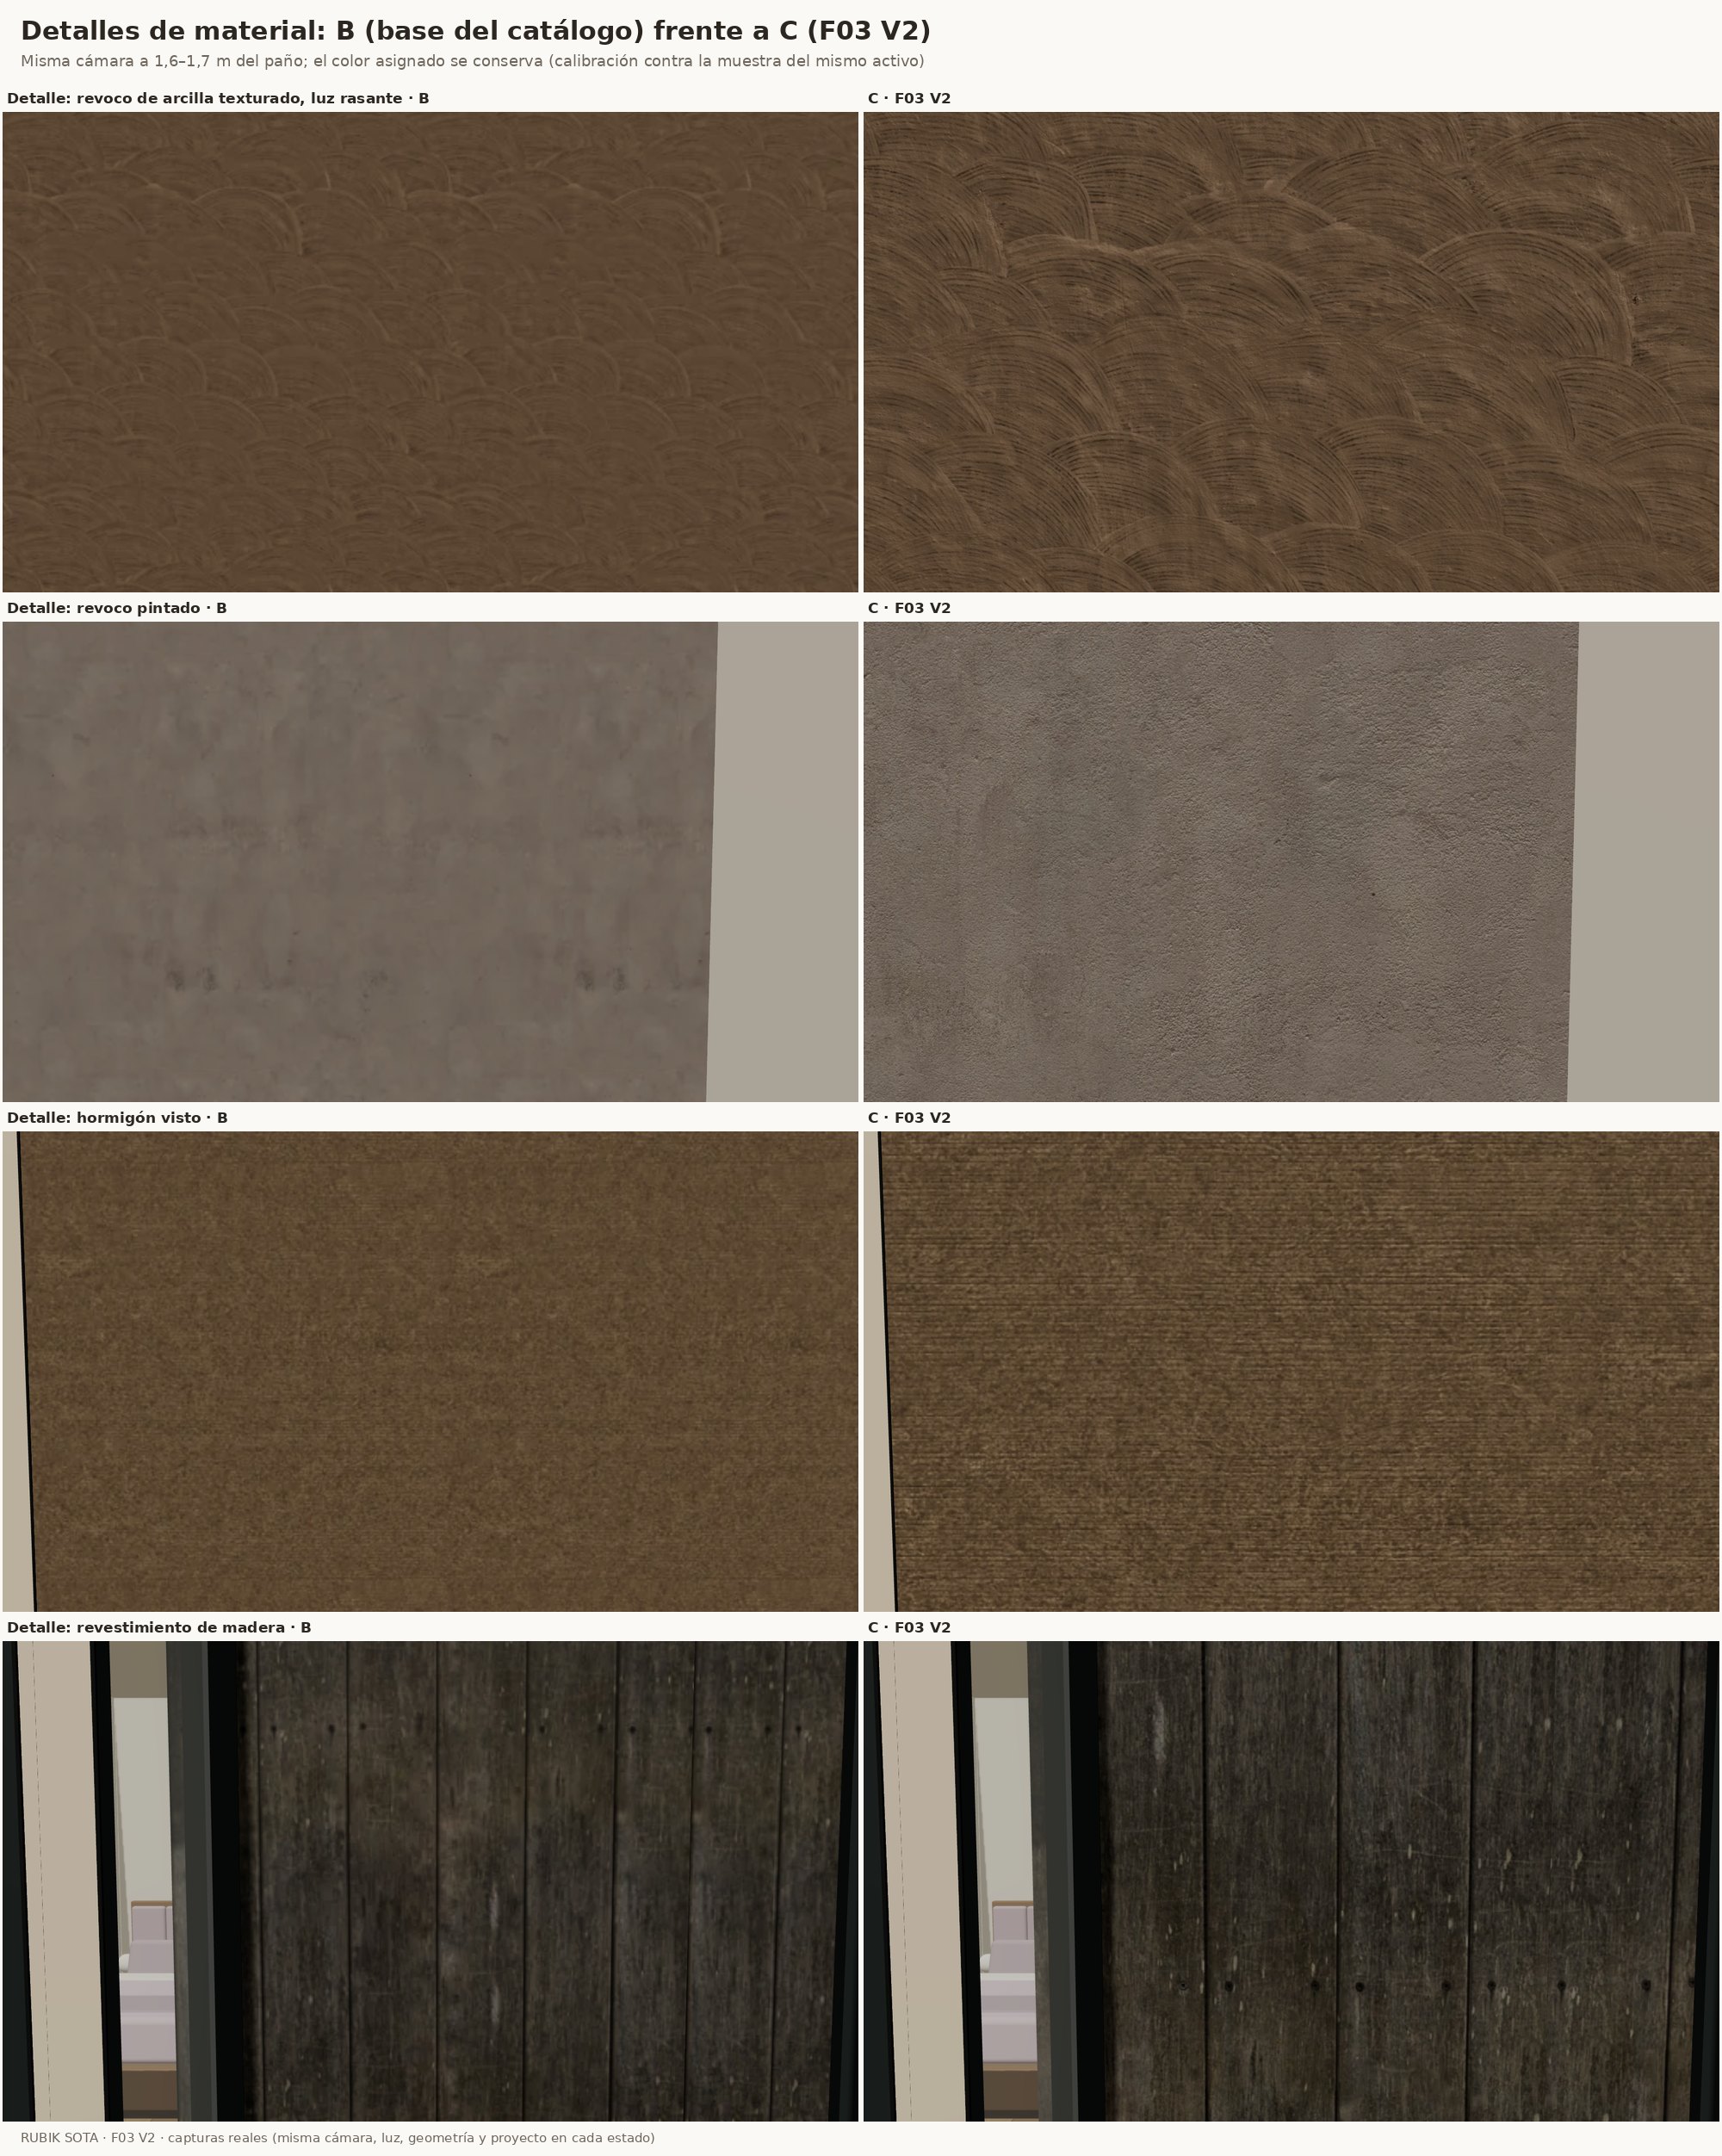 Detalles de material: B (base del catálogo) frente a C (F03 V2)
Misma cámara a 1,6–1,7 m del paño; el color asignado se conserva (calibración contra la muestra del mismo activo)
Detalle: revoco de arcilla texturado, luz rasante · B
C · F03 V2
Detalle: revoco pintado · B
C · F03 V2
Detalle: hormigón visto · B
C · F03 V2
Detalle: revestimiento de madera · B
C · F03 V2
RUBIK SOTA · F03 V2 · capturas reales (misma cámara, luz, geometría y proyecto en cada estado)